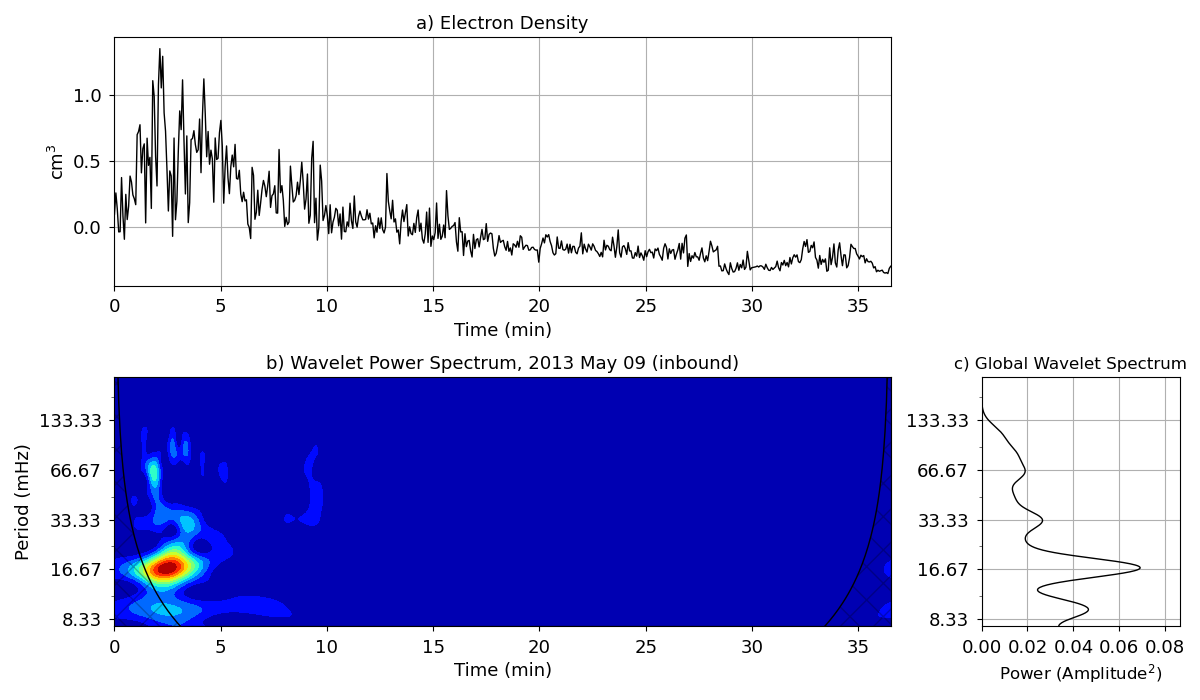 a) Electron Density
cm³
1.0
0.5
0.0
0 5 10 15 20 25 30 35
Time (min)
b) Wavelet Power Spectrum, 2013 May 09 (inbound)
Period (mHz)
133.33
66.67
33.33
16.67
8.33
0 5 10 15 20 25 30 35
Time (min)
c) Global Wavelet Spectrum
133.33
66.67
33.33
16.67
8.33
0.00 0.02 0.04 0.06 0.08
Power (Amplitude²)